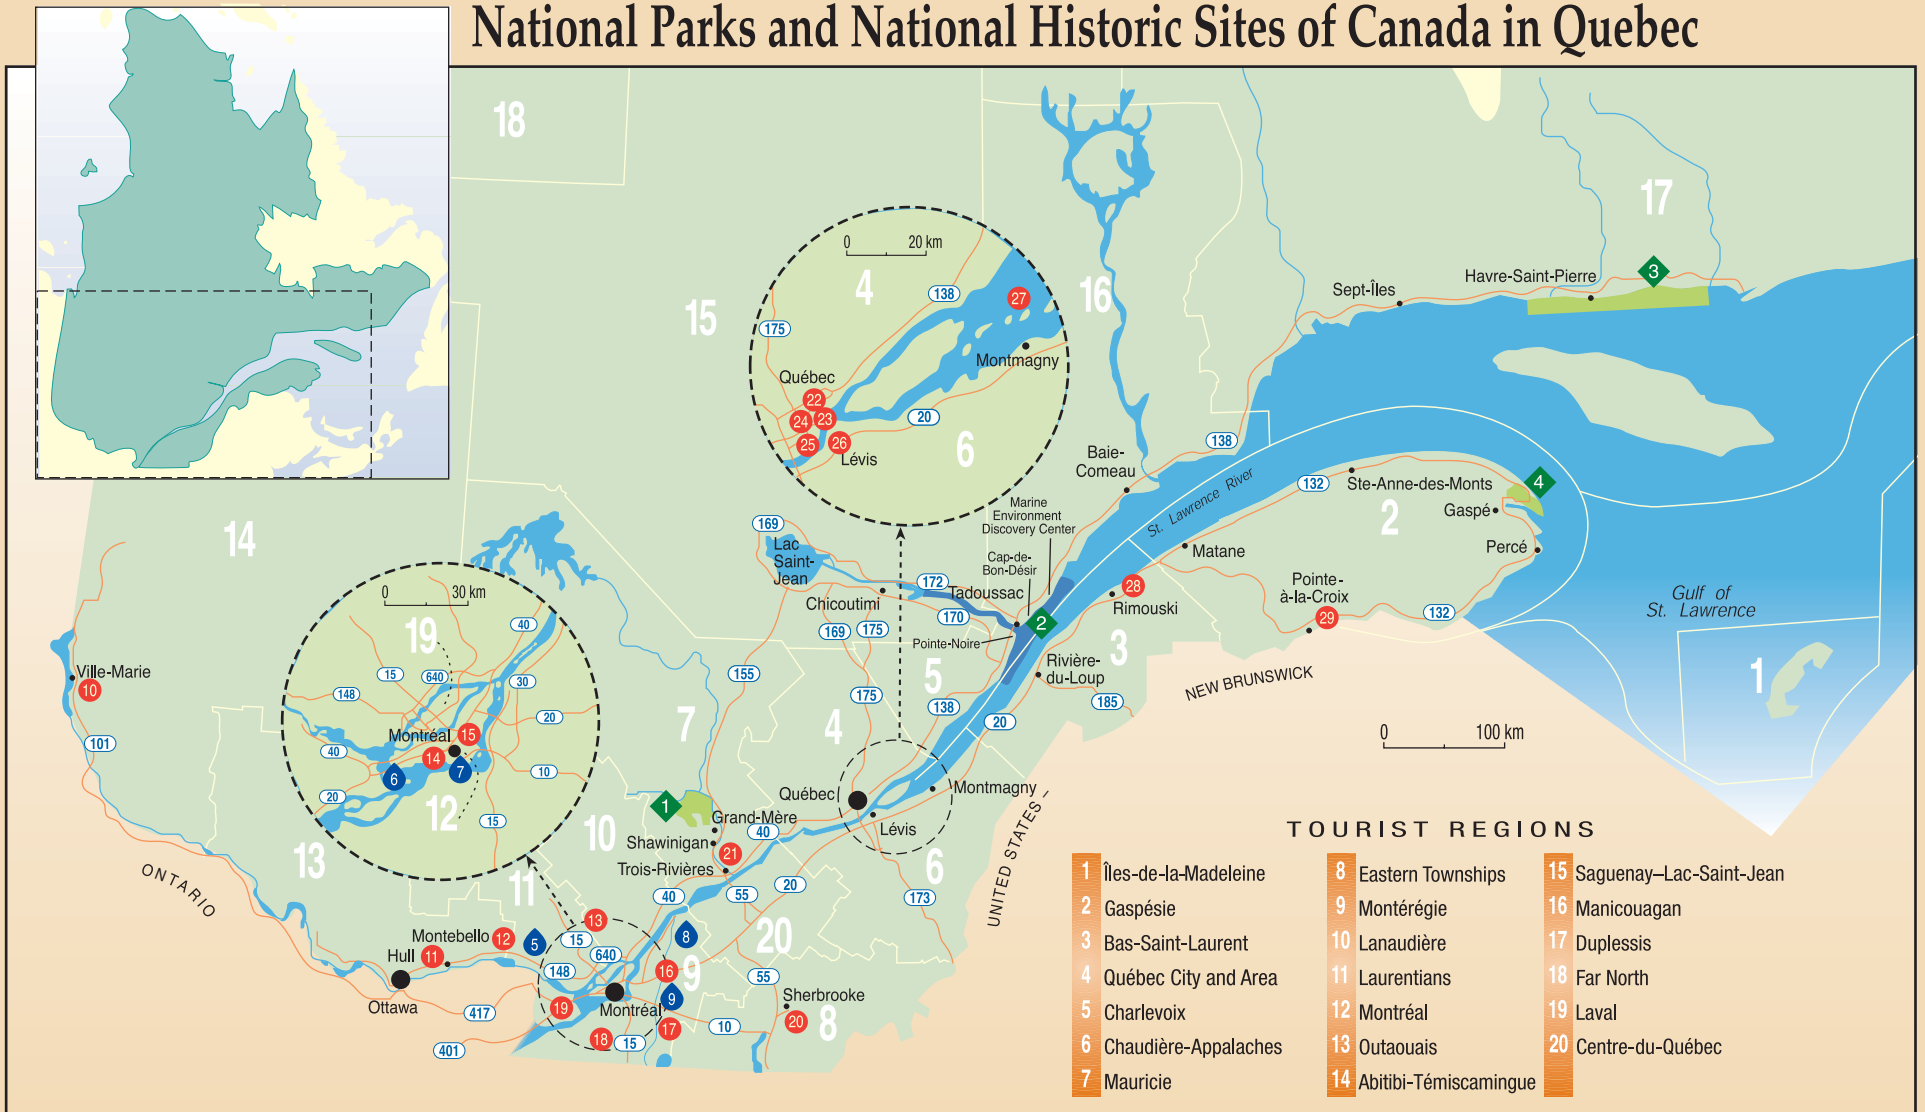 National Parks and National Historic Sites of Canada in Quebec
18
17
3
Havre-Saint-Pierre
Sept-Îles
16
15
0 20 km
4
138
27
175
Montmagny
Québec
22
24 23
20
25 26
Lévis
6
138
Baie-
Comeau
St. Lawrence River
132
Ste-Anne-des-Monts
4
Gaspé
2
Percé
Matane
Marine
Environment
Discovery Center
Cap-de-
Bon-Désir
14
169
Lac
Saint-
Jean
172
Tadoussac
Chicoutimi
170
169 175
Pointe-Noire
2
28
Rimouski
Pointe-
à-la-Croix
29
132
Gulf of
St. Lawrence
3
1
5
Rivière-
du-Loup
185
NEW BRUNSWICK
0 100 km
155
175
138
20
7
4
0 30 km
19
40
15 640
30
148
20
Montréal
15
40
14
6
7
10
20
12
15
Ville-Marie
10
101
13
ONTARIO
1
10
Grand-Mère
Shawinigan
40
21
Trois-Rivières
Québec
Montmagny
Lévis
6
UNITED STATES
173
11
40
55
20
13
Montebello
12
5
15
8
20
Hull
11
640
148
16
9
55
Ottawa
19
Montréal
9
Sherbrooke
417
18
15
17
10
20
8
401
TOURIST REGIONS
1 Îles-de-la-Madeleine
2 Gaspésie
3 Bas-Saint-Laurent
4 Québec City and Area
5 Charlevoix
6 Chaudière-Appalaches
7 Mauricie
8 Eastern Townships
9 Montérégie
10 Lanaudière
11 Laurentians
12 Montréal
13 Outaouais
14 Abitibi-Témiscamingue
15 Saguenay–Lac-Saint-Jean
16 Manicouagan
17 Duplessis
18 Far North
19 Laval
20 Centre-du-Québec